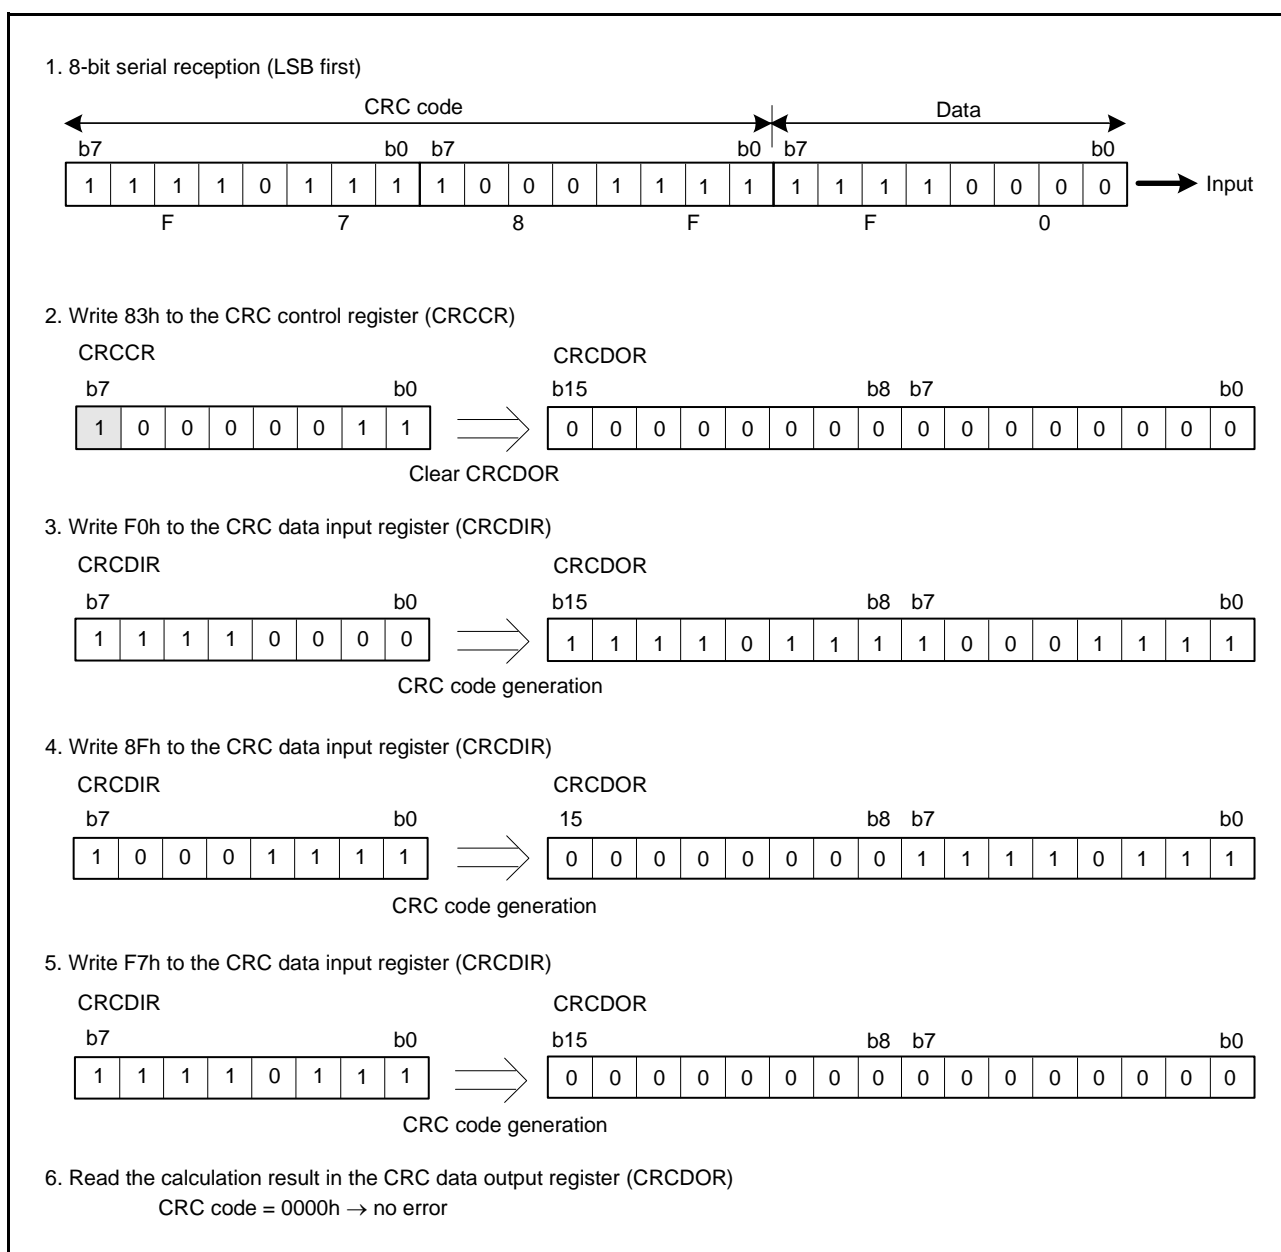 1. 8-bit serial reception (LSB first)
CRC code Data
b7 b0 b7 b0 b7 b0
1 1 1 1 0 1 1 1 1 0 0 0 1 1 1 1 1 1 1 1 0 0 0 0 Input
F 7 8 F F 0
2. Write 83h to the CRC control register (CRCCR)
CRCCR CRCDOR
b7 b0 b15 b8 b7 b0
1 0 0 0 0 0 1 1 0 0 0 0 0 0 0 0 0 0 0 0 0 0 0 0
Clear CRCDOR
3. Write F0h to the CRC data input register (CRCDIR)
CRCDIR CRCDOR
b7 b0 b15 b8 b7 b0
1 1 1 1 0 0 0 0 1 1 1 1 0 1 1 1 1 0 0 0 1 1 1 1
CRC code generation
4. Write 8Fh to the CRC data input register (CRCDIR)
CRCDIR CRCDOR
b7 b0 15 b8 b7 b0
1 0 0 0 1 1 1 1 0 0 0 0 0 0 0 0 1 1 1 1 0 1 1 1
CRC code generation
5. Write F7h to the CRC data input register (CRCDIR)
CRCDIR CRCDOR
b7 b0 b15 b8 b7 b0
1 1 1 1 0 1 1 1 0 0 0 0 0 0 0 0 0 0 0 0 0 0 0 0
CRC code generation
6. Read the calculation result in the CRC data output register (CRCDOR)
CRC code = 0000h → no error